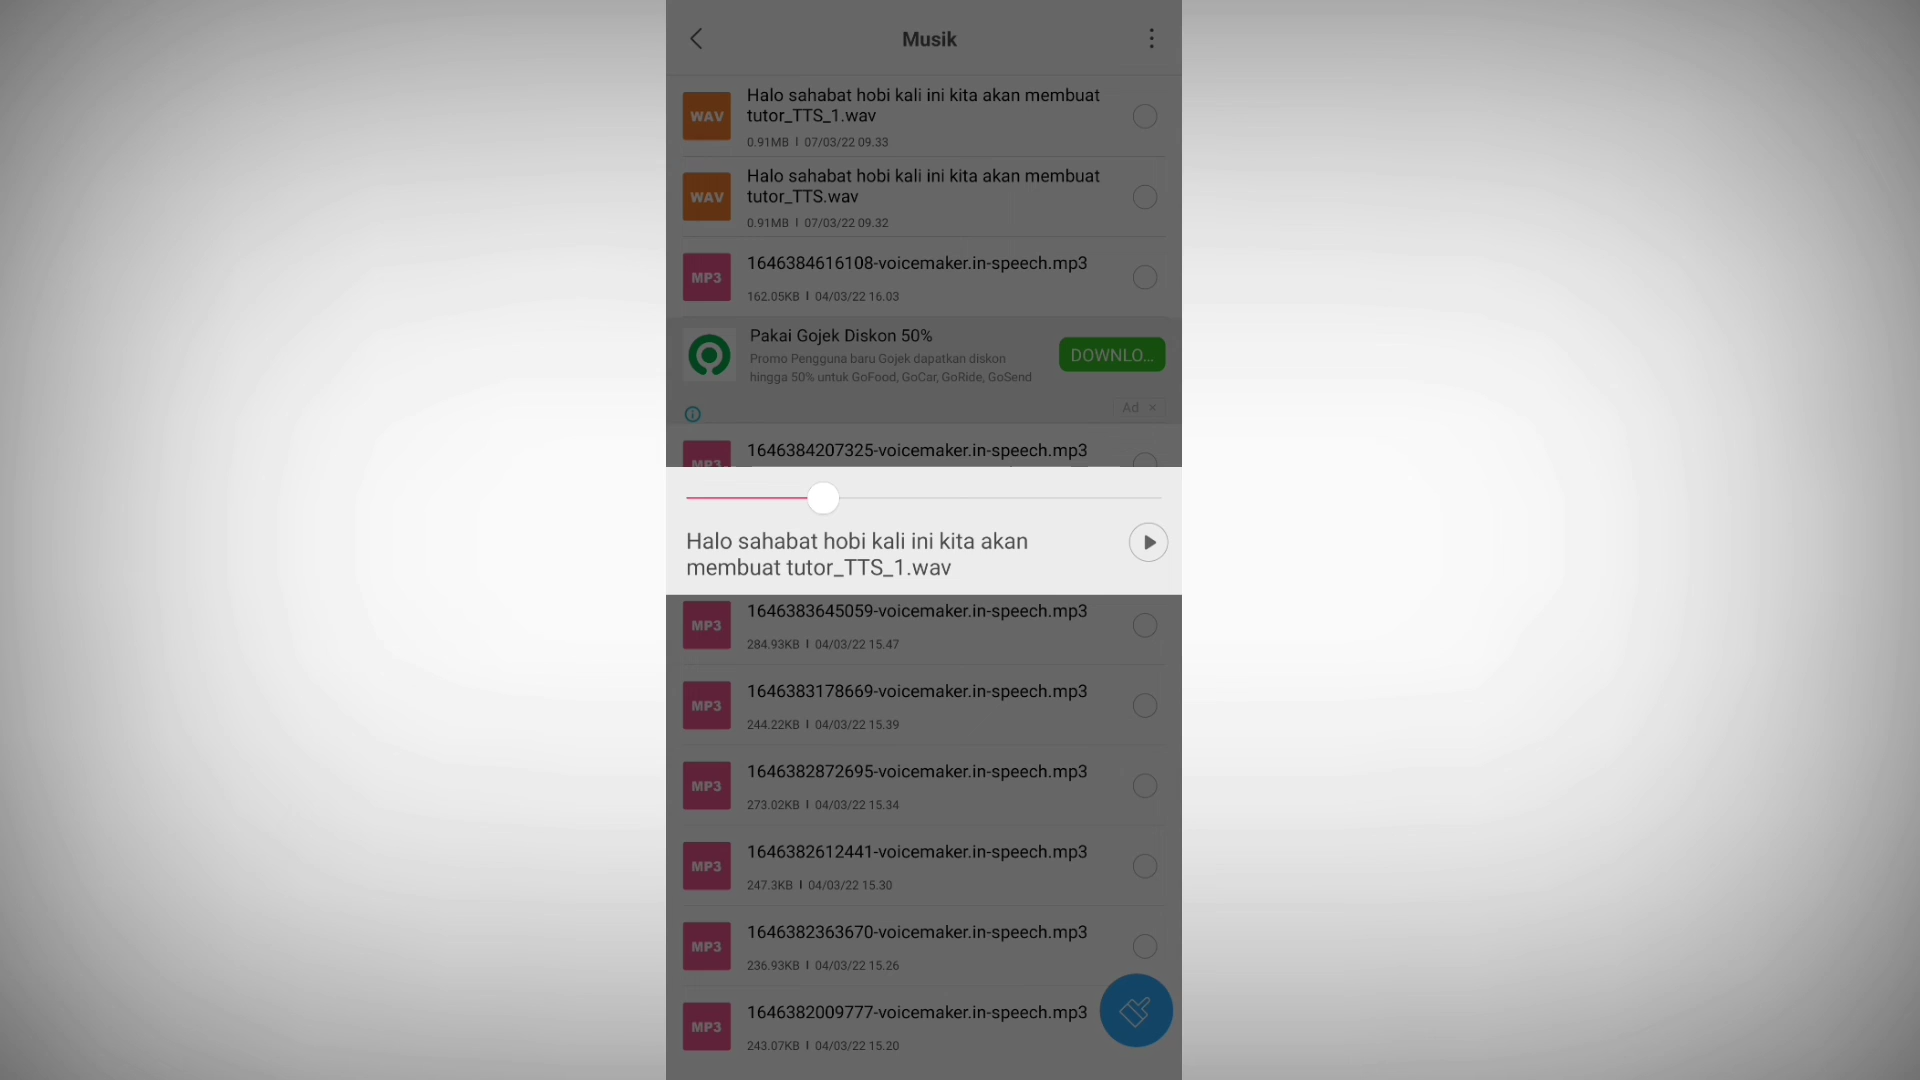 Musik
Halo sahabat hobi kali ini kita akan membuat
tutor_TTS_1.wav
WAV
0.91MB I 07/03/22 09.33
Halo sahabat hobi kali ini kita akan membuat
tutor_TTS.wav
WAV
0.91MB I 07/03/22 09.32
1646384616108-voicemaker.in-speech.mp3
MP3
162.05KB I 04/03/22 16.03
Pakai Gojek Diskon 50%
Promo Pengguna baru Gojek dapatkan diskon
hingga 50% untuk GoFood, GoCar, GoRide, GoSend
DOWNLO...
Ad
1646384207325-voicemaker.in-speech.mp3
MP3
Halo sahabat hobi kali ini kita akan
membuat tutor_TTS_1.wav
1646383645059-voicemaker.in-speech.mp3
MP3
284.93KB I 04/03/22 15.47
1646383178669-voicemaker.in-speech.mp3
MP3
244.22KB I 04/03/22 15.39
1646382872695-voicemaker.in-speech.mp3
MP3
273.02KB I 04/03/22 15.34
1646382612441-voicemaker.in-speech.mp3
MP3
247.3KB I 04/03/22 15.30
1646382363670-voicemaker.in-speech.mp3
MP3
236.93KB I 04/03/22 15.26
1646382009777-voicemaker.in-speech.mp3
MP3
243.07KB I 04/03/22 15.20